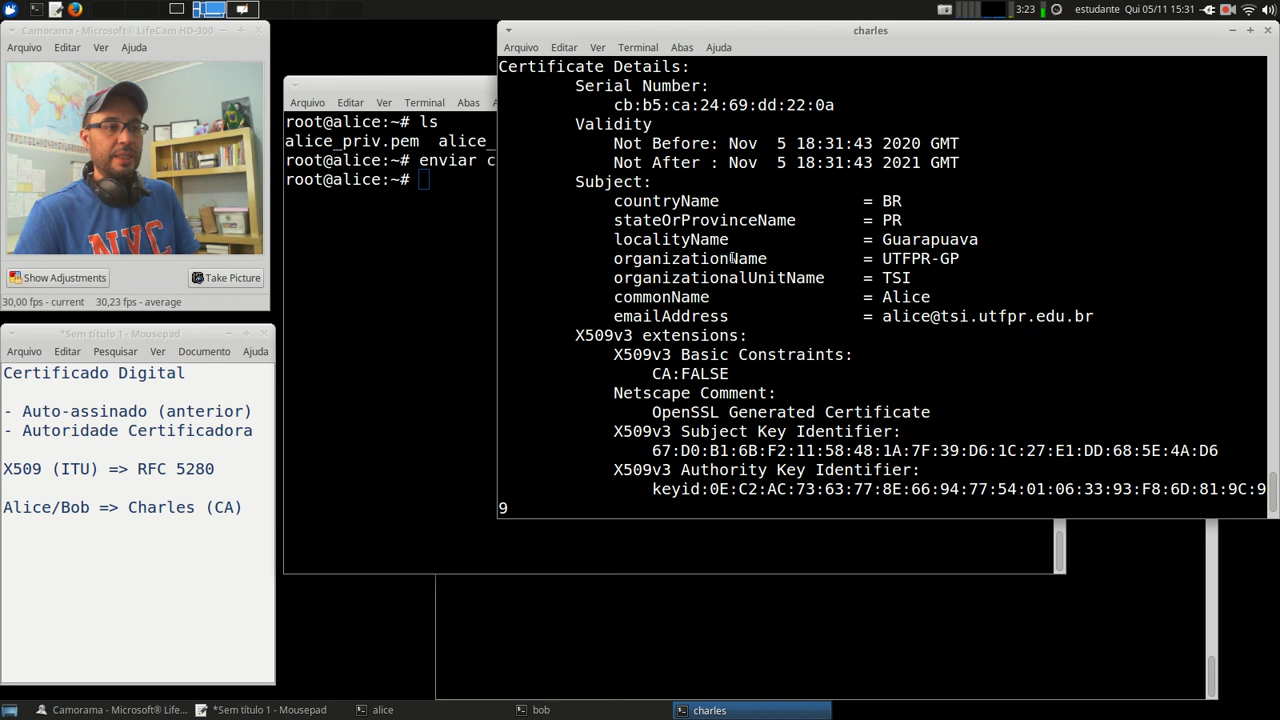 3:23
estudante Qui 05/11 15:31
Camorama - Microsoft® LifeCam HD-300
Arquivo Editar Ver Ajuda
NYC
Show Adjustments
Take Picture
30,00 fps - current 30,23 fps - average
*Sem título 1 - Mousepad
Arquivo Editar Pesquisar Ver Documento Ajuda
Certificado Digital
- Auto-assinado (anterior)
- Autoridade Certificadora
X509 (ITU) => RFC 5280
Alice/Bob => Charles (CA)
Arquivo Editar Ver Terminal Abas
root@alice:~# ls
alice_priv.pem alice_
root@alice:~# enviar c
root@alice:~#
charles
Arquivo Editar Ver Terminal Abas Ajuda
Certificate Details:
Serial Number:
cb:b5:ca:24:69:dd:22:0a
Validity
Not Before: Nov 5 18:31:43 2020 GMT
Not After : Nov 5 18:31:43 2021 GMT
Subject:
countryName = BR
stateOrProvinceName = PR
localityName = Guarapuava
organizationName = UTFPR-GP
organizationalUnitName = TSI
commonName = Alice
emailAddress = alice@tsi.utfpr.edu.br
X509v3 extensions:
X509v3 Basic Constraints:
CA:FALSE
Netscape Comment:
OpenSSL Generated Certificate
X509v3 Subject Key Identifier:
67:D0:B1:6B:F2:11:58:48:1A:7F:39:D6:1C:27:E1:DD:68:5E:4A:D6
X509v3 Authority Key Identifier:
keyid:0E:C2:AC:73:63:77:8E:66:94:77:54:01:06:33:93:F8:6D:81:9C:9
9
Camorama - Microsoft® LifeC...
*Sem título 1 - Mousepad
alice
bob
charles